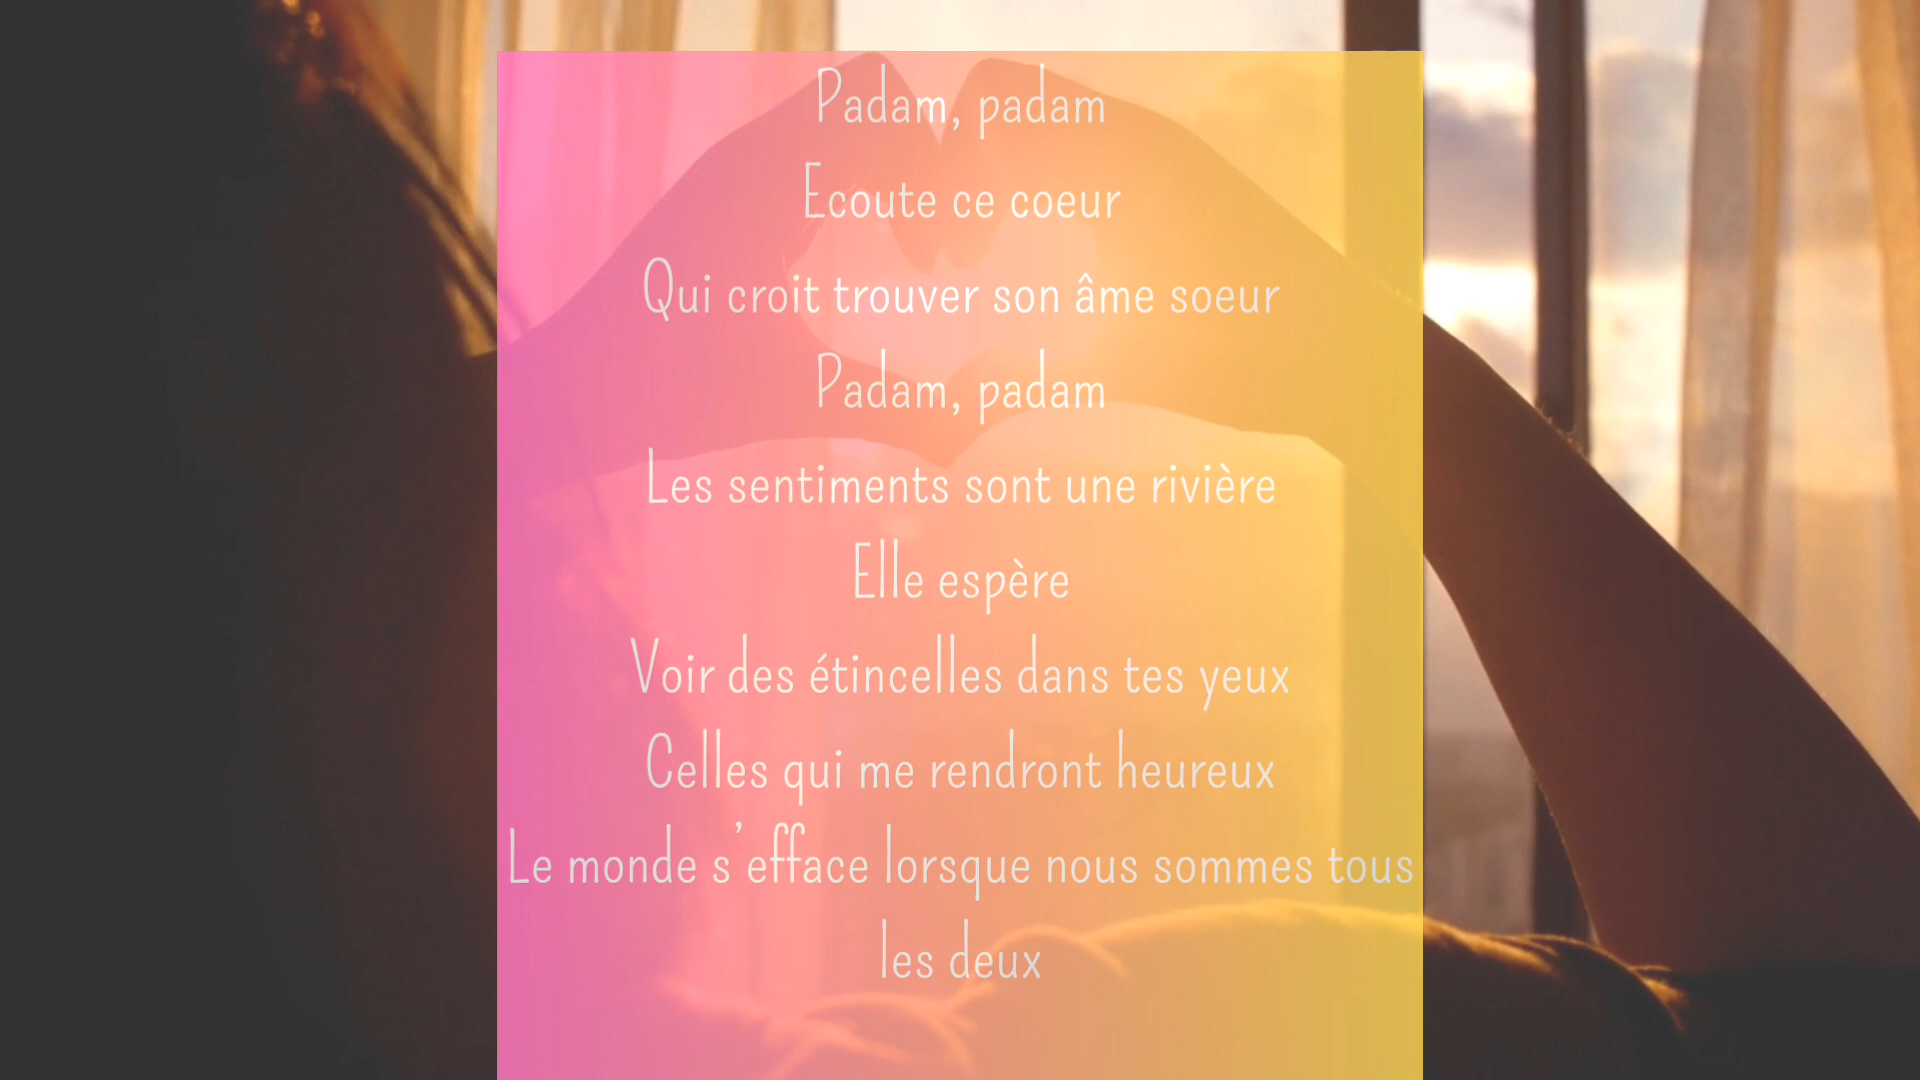 Padam, padam
Ecoute ce coeur
Qui croit trouver son âme soeur
Padam, padam
Les sentiments sont une rivière
Elle espère
Voir des étincelles dans tes yeux
Celles qui me rendront heureux
Le monde s’efface lorsque nous sommes tous
les deux